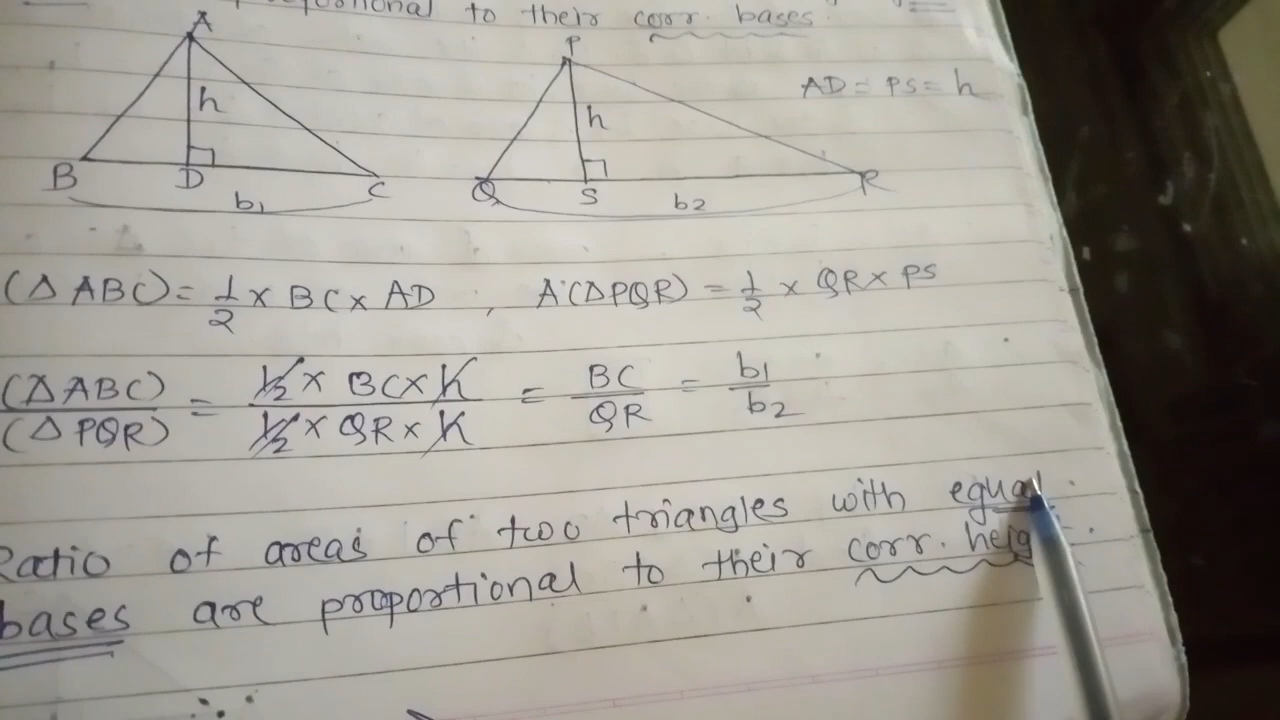 to their corr. bases.
A
P
AD = PS = h
h
h
B D C
Q S R
b1
b2
(△ABC) = 1/2 × BC × AD , A(△PQR) = 1/2 × QR × PS
(△ABC)/(△PQR) = (1/2 × BC × h)/(1/2 × QR × h) = BC/QR = b1/b2
Ratio of areas of two triangles with equal
bases are proportional to their corr.